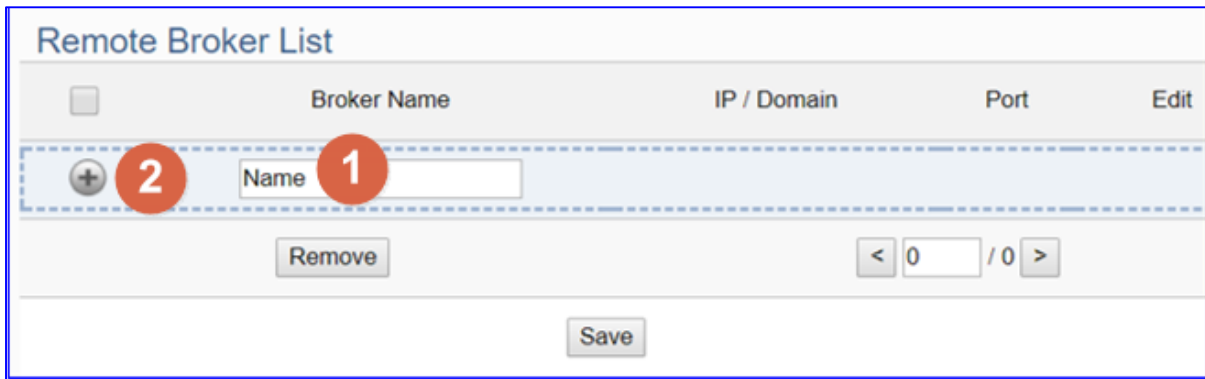 Remote Broker List
Broker Name IP / Domain Port Edit
2 Name 1
Remove < 0 / 0 >
Save